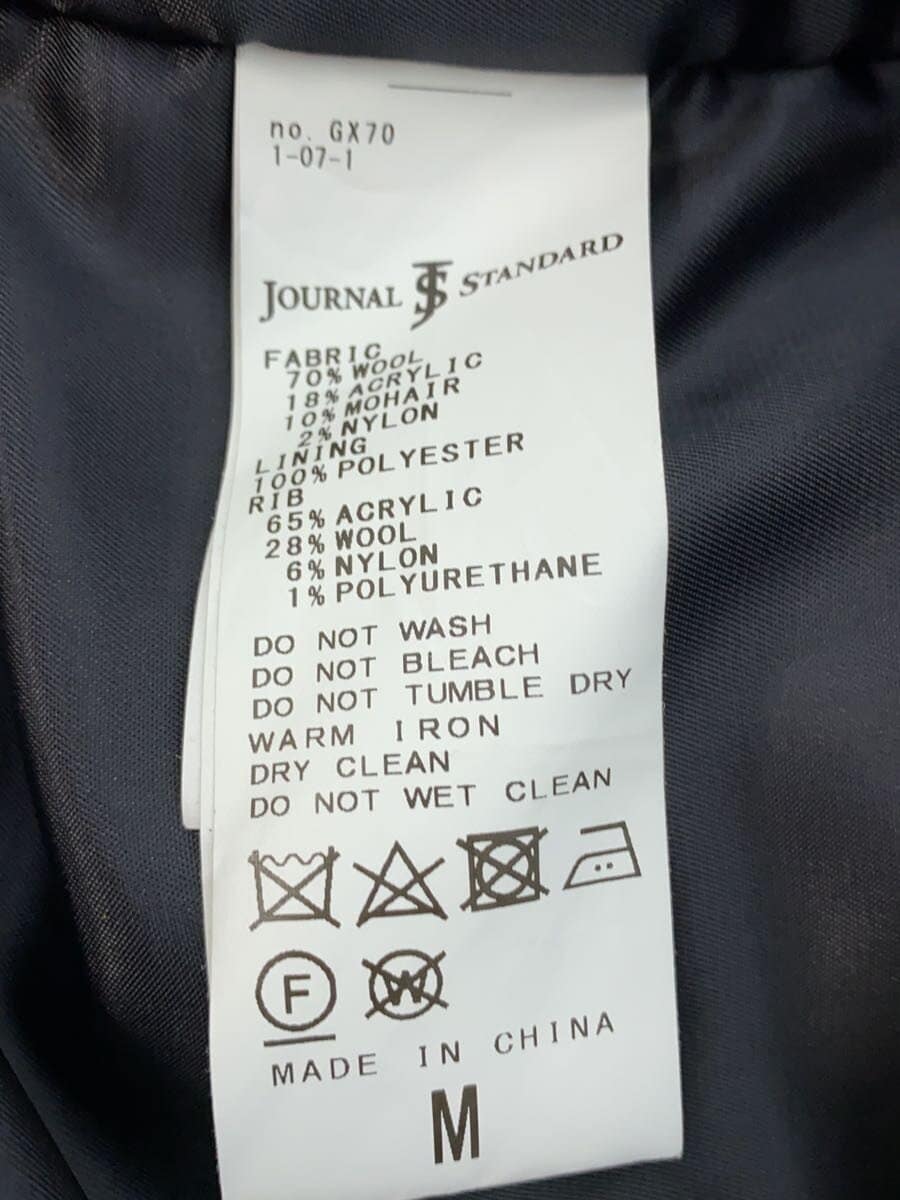 no. GX70
1-07-1
JOURNAL JS STANDARD
FABRIC
70% WOOL
18% ACRYLIC
10% MOHAIR
2% NYLON
LINING
100% POLYESTER
RIB
65% ACRYLIC
28% WOOL
6% NYLON
1% POLYURETHANE
DO NOT WASH
DO NOT BLEACH
DO NOT TUMBLE DRY
WARM IRON
DRY CLEAN
DO NOT WET CLEAN
F W
MADE IN CHINA
M